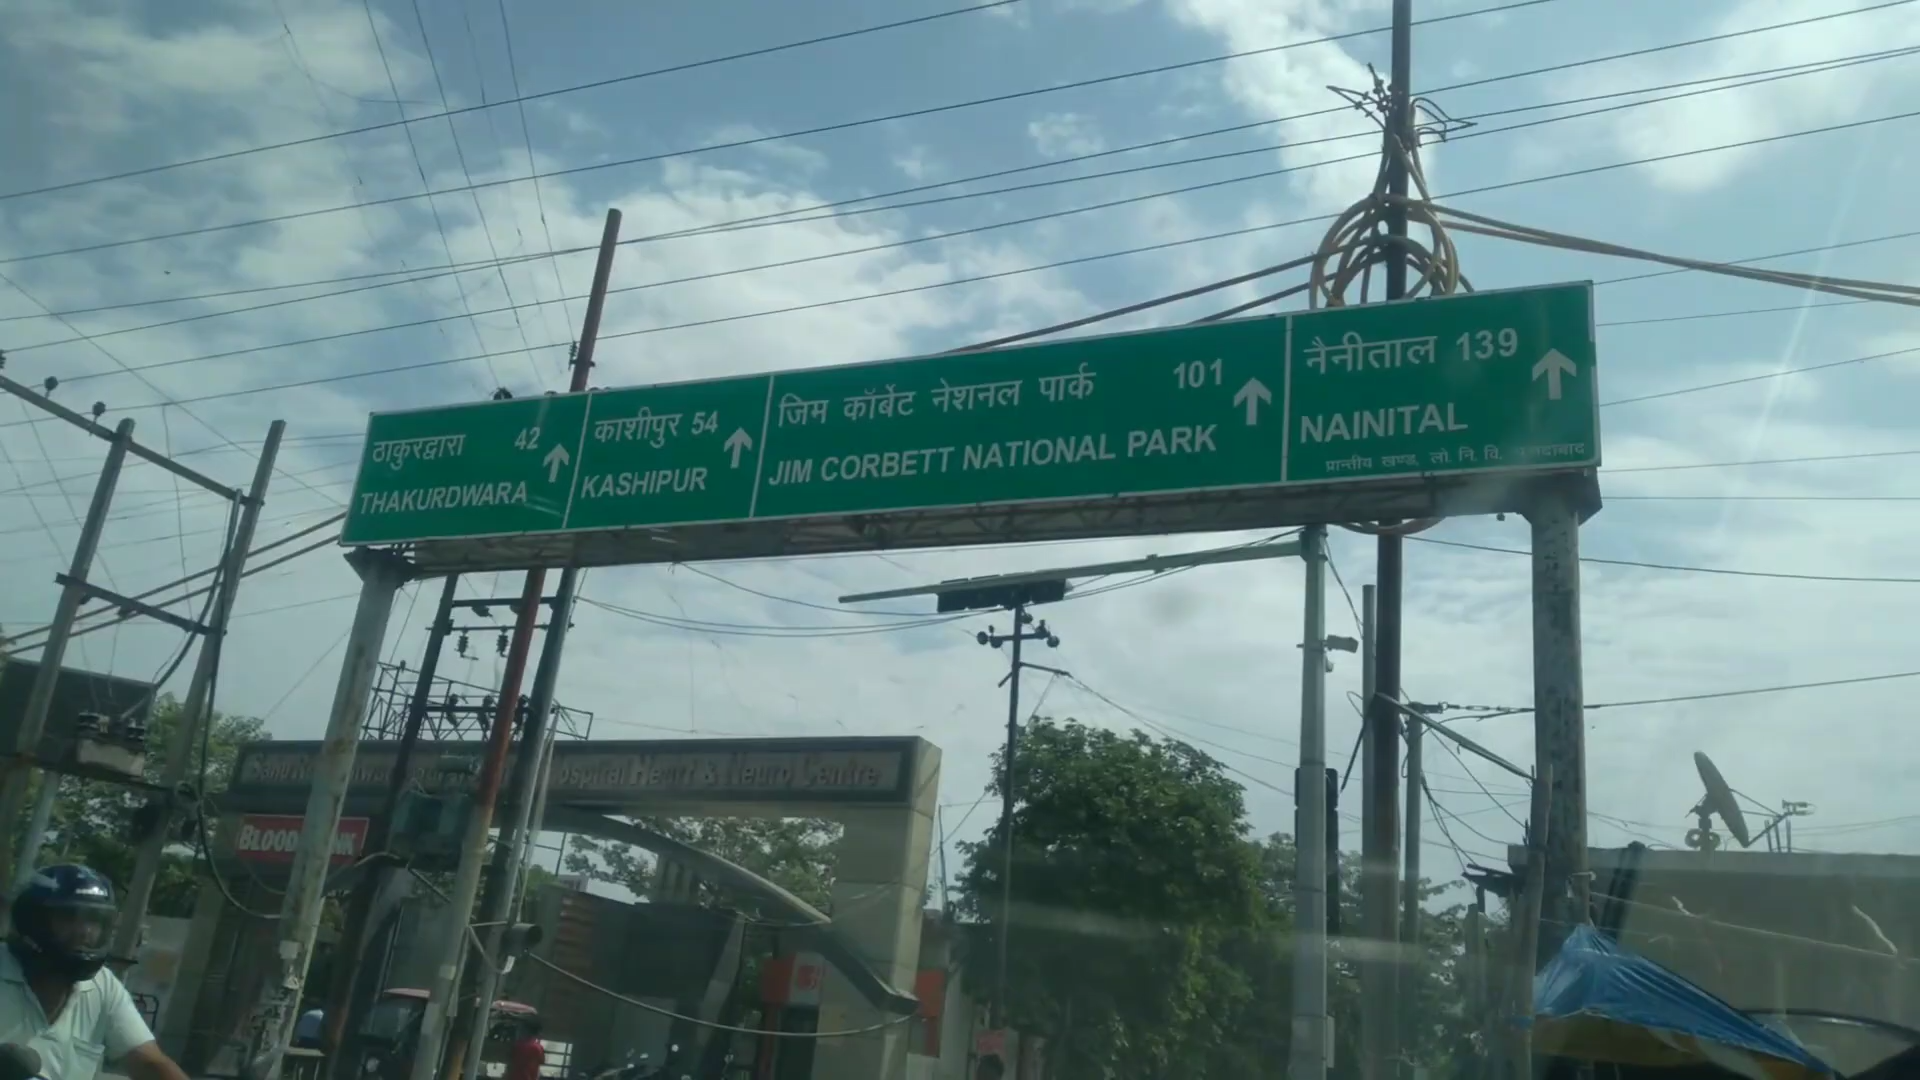 ठाकुरद्वारा 42
THAKURDWARA
काशीपुर 54
KASHIPUR
जिम कॉर्बेट नेशनल पार्क 101
JIM CORBETT NATIONAL PARK
नैनीताल 139
NAINITAL
प्रान्तीय खण्ड, लो. नि. वि.
Hospital Heart & Neuro Centre
BLOOD BANK